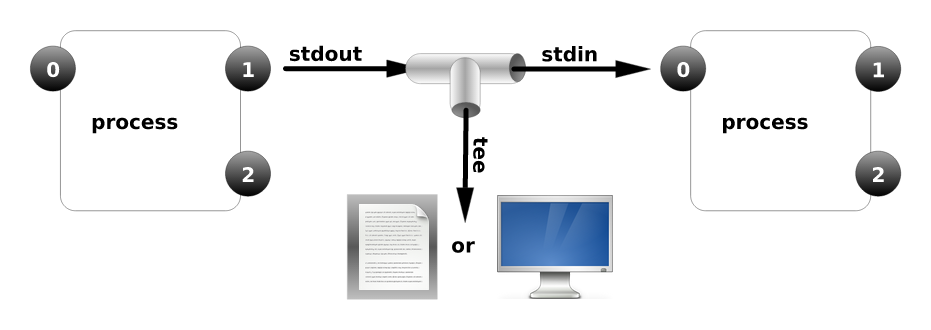 stdout
stdin
0
1
0
1
process
process
tee
2
2
or